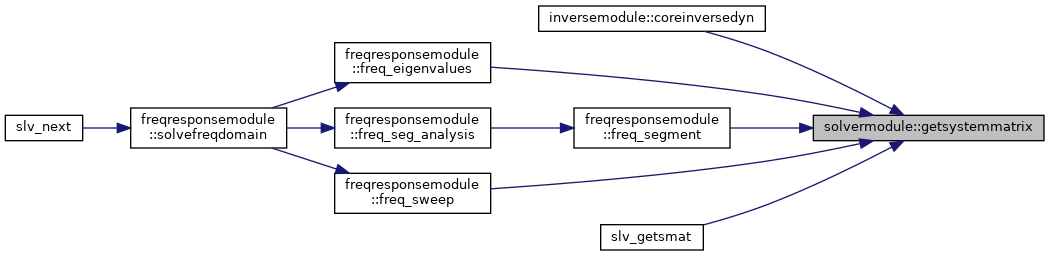 inversemodule::coreinversedyn
freqresponsemodule
::freq_eigenvalues
slv_next
freqresponsemodule
::solvefreqdomain
freqresponsemodule
::freq_seg_analysis
freqresponsemodule
::freq_segment
solvermodule::getsystemmatrix
freqresponsemodule
::freq_sweep
slv_getsmat